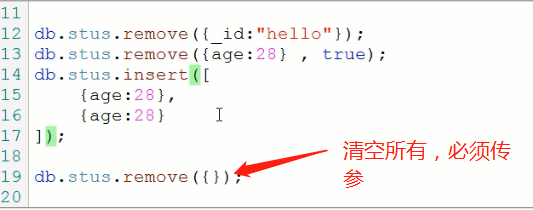 11
12 db.stus.remove({_id:"hello"});
13 db.stus.remove({age:28} , true);
14 db.stus.insert([
15     {age:28},
16     {age:28}
17 ]);
18
19 db.stus.remove({});
20
清空所有，必须传
参